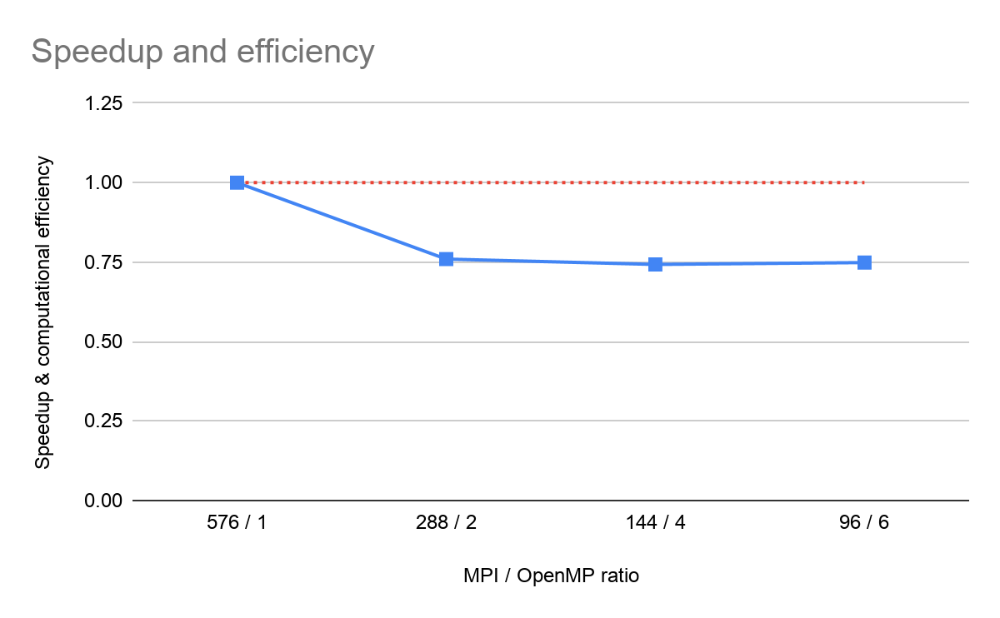 Speedup and efficiency
Speedup & computational efficiency
1.25
1.00
0.75
0.50
0.25
0.00
576 / 1
288 / 2
144 / 4
96 / 6
MPI / OpenMP ratio